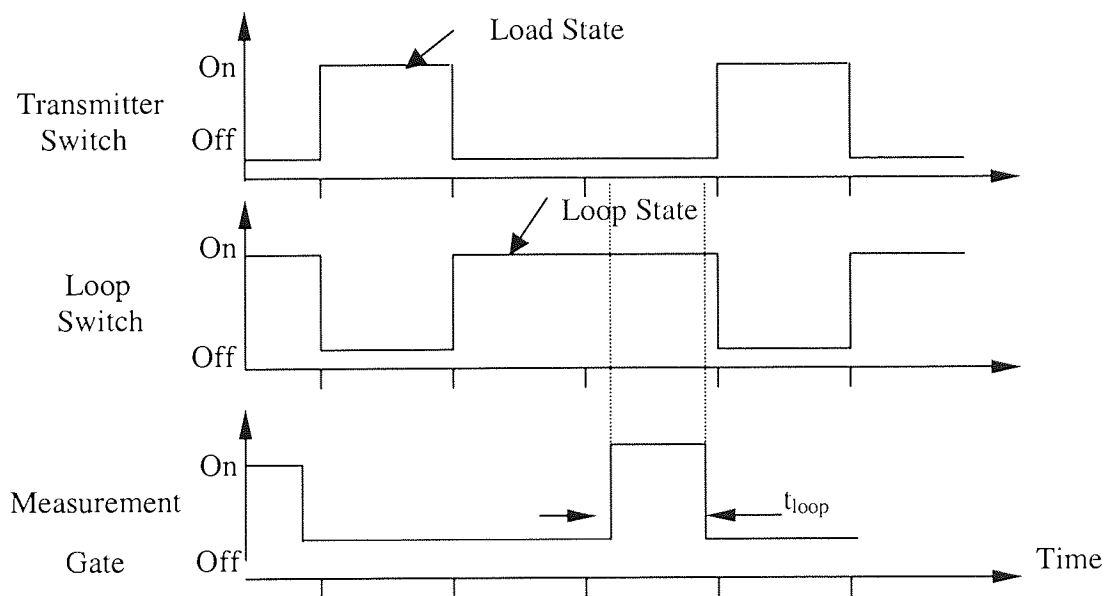 Load State
On
Transmitter
Switch
Off
Loop State
On
Loop
Switch
Off
On
Measurement
t_loop
Gate
Off
Time